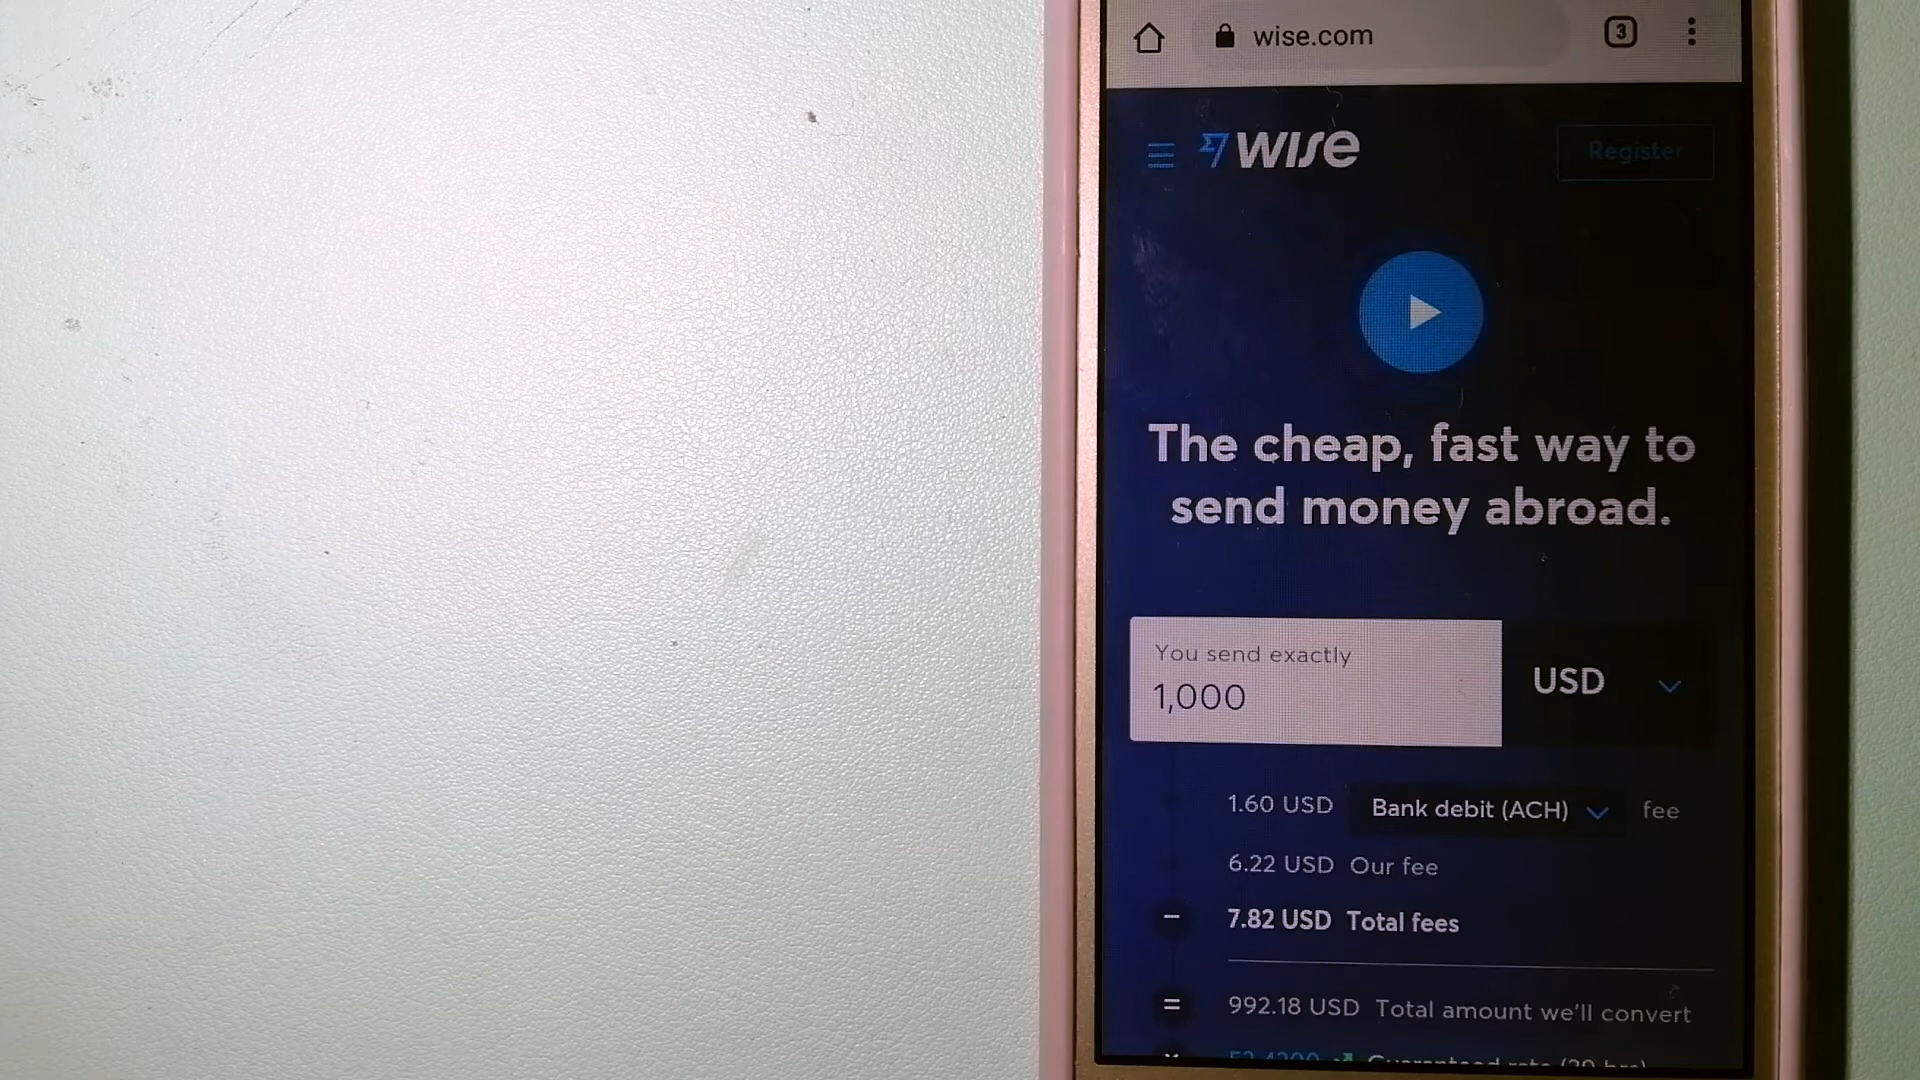 wise.com
3
wise
Register
The cheap, fast way to
send money abroad.
You send exactly
1,000
USD
1.60 USD Bank debit (ACH) fee
6.22 USD Our fee
− 7.82 USD Total fees
= 992.18 USD Total amount we'll convert
Guaranteed rate